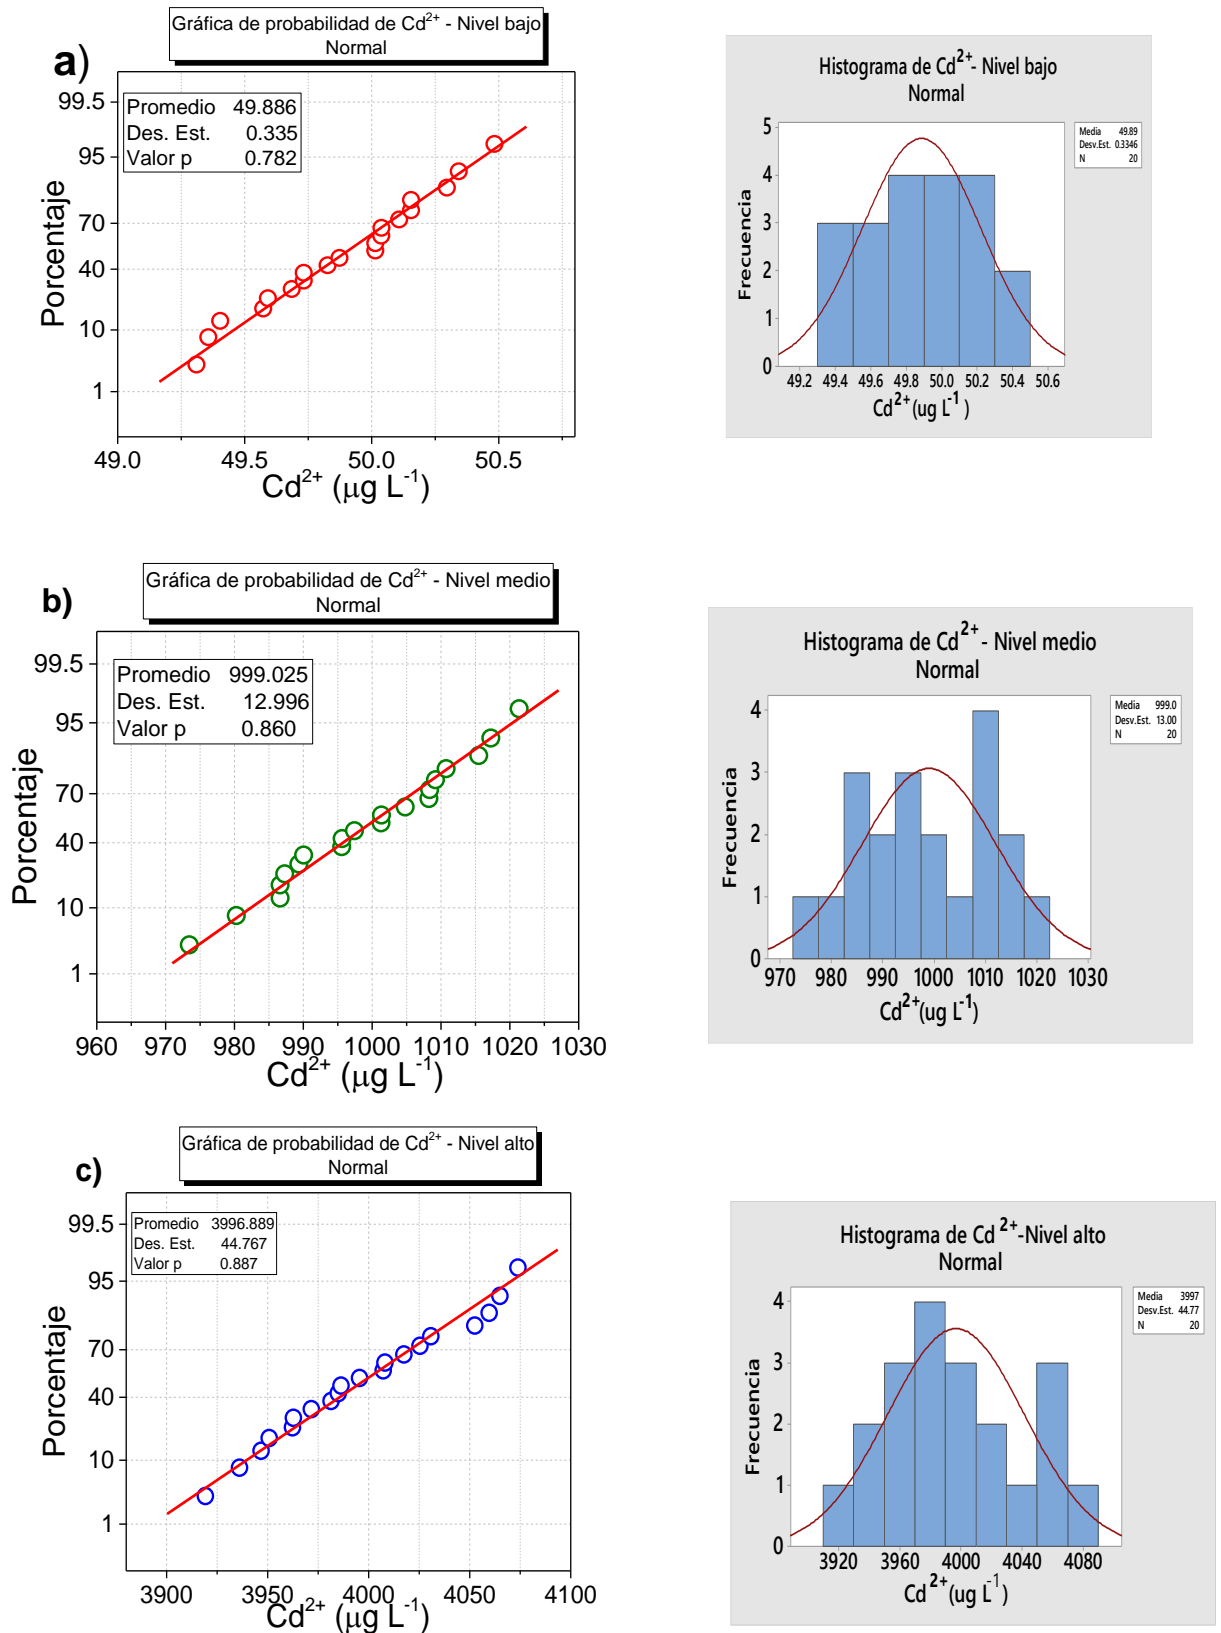 Gráfica de probabilidad de Cd2+ - Nivel bajo
Normal
a)
99.5
95
70
40
10
1
Porcentaje
Promedio 49.886
Des. Est. 0.335
Valor p 0.782
49.0 49.5 50.0 50.5
Cd2+ (μg L-1)
Histograma de Cd2+- Nivel bajo
Normal
Media 49.89
Desv.Est. 0.3346
N 20
5
4
3
2
1
0
Frecuencia
49.2 49.4 49.6 49.8 50.0 50.2 50.4 50.6
Cd2+(ug L-1 )
Gráfica de probabilidad de Cd2+ - Nivel medio
Normal
b)
99.5
95
70
40
10
1
Porcentaje
Promedio 999.025
Des. Est. 12.996
Valor p 0.860
960 970 980 990 1000 1010 1020 1030
Cd2+ (μg L-1)
Histograma de Cd2+ - Nivel medio
Normal
Media 999.0
Desv.Est. 13.00
N 20
4
3
2
1
0
Frecuencia
970 980 990 1000 1010 1020 1030
Cd2+(ug L-1)
Gráfica de probabilidad de Cd2+ - Nivel alto
Normal
c)
99.5
95
70
40
10
1
Porcentaje
Promedio 3996.889
Des. Est. 44.767
Valor p 0.887
3900 3950 4000 4050 4100
Cd2+ (μg L-1)
Histograma de Cd 2+-Nivel alto
Normal
Media 3997
Desv.Est. 44.77
N 20
4
3
2
1
0
Frecuencia
3920 3960 4000 4040 4080
Cd2+(ug L-1)